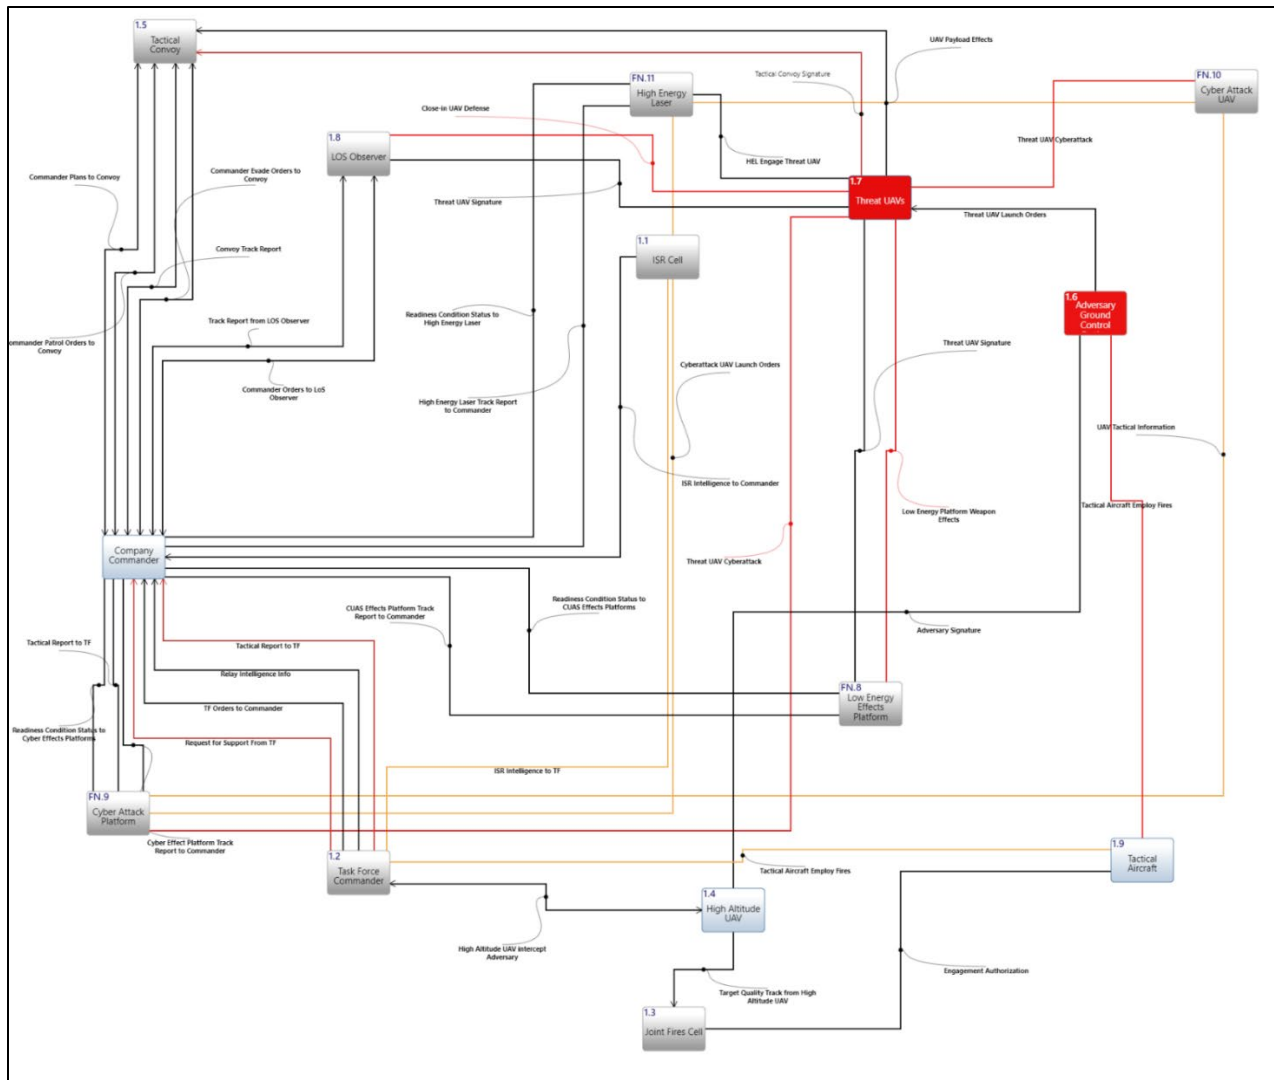 1.5
Tactical
Convoy
UAV Payload Effects
FN.11
High Energy
Laser
Tactical Convoy Signature
FN.10
Cyber Attack
UAV
Close-in UAV Defense
1.8
LOS Observer
Threat UAV Cyberattack
HEL Engage Threat UAV
Commander Plans to Convoy
Commander Evade Orders to
Convoy
Threat UAV Signature
1.7
Threat UAVs
Threat UAV Launch Orders
Convoy Track Report
1.1
ISR Cell
1.6
Adversary
Ground
Control
Readiness Condition Status to
High Energy Laser
Track Report from LOS Observer
ommander Patrol Orders to
Convoy
Threat UAV Signature
Cyberattack UAV Launch Orders
Commander Orders to LoS
Observer
High Energy Laser Track Report
to Commander
UAV Tactical Information
ISR Intelligence to Commander
Low Energy Platform Weapon
Effects
Tactical Aircraft Employ Fires
Company
Commander
Threat UAV Cyberattack
Readiness Condition Status to
CUAS Effects Platforms
CUAS Effects Platform Track
Report to Commander
Adversary Signature
Tactical Report to TF
Tactical Report to TF
Relay Intelligence Info
FN.8
Low Energy
Effects
Platform
TF Orders to Commander
Readiness Condition Status to
Cyber Effects Platforms
Request for Support From TF
ISR Intelligence to TF
FN.9
Cyber Attack
Platform
Cyber Effect Platform Track
Report to Commander
1.2
Task Force
Commander
Tactical Aircraft Employ Fires
1.9
Tactical
Aircraft
1.4
High Altitude
UAV
High Altitude UAV intercept
Adversary
Engagement Authorization
Target Quality Track from High
Altitude UAV
1.3
Joint Fires Cell